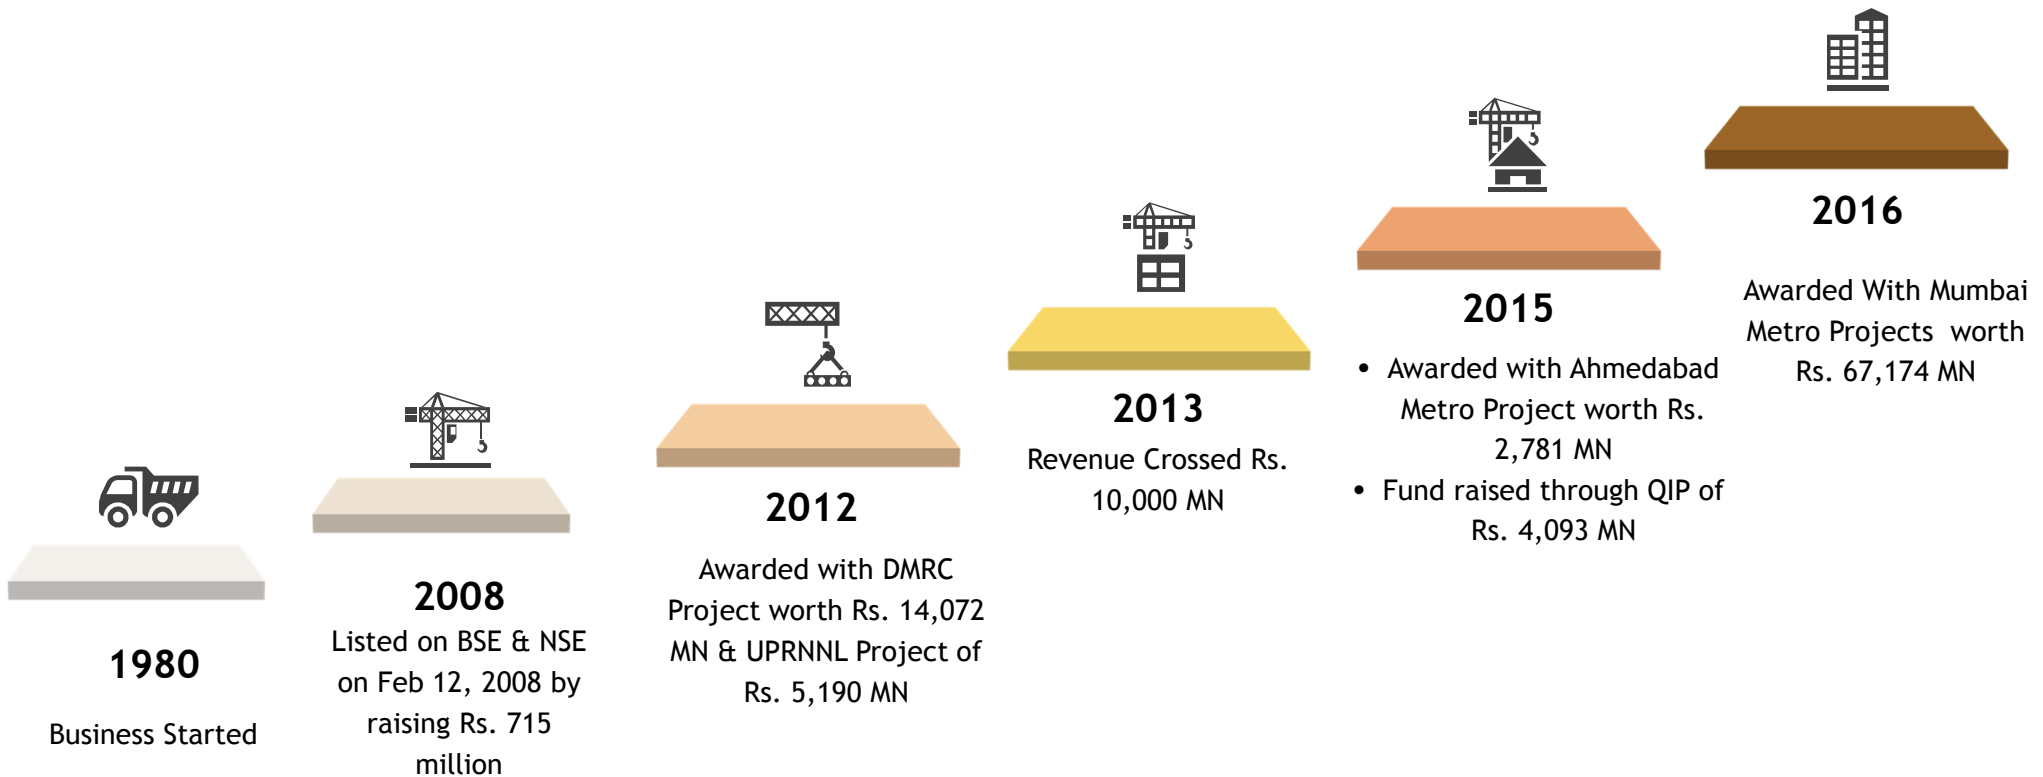 1980
Business Started
2008
Listed on BSE & NSE
on Feb 12, 2008 by
raising Rs. 715
million
2012
Awarded with DMRC
Project worth Rs. 14,072
MN & UPRNNL Project of
Rs. 5,190 MN
2013
Revenue Crossed Rs.
10,000 MN
2015
• Awarded with Ahmedabad
Metro Project worth Rs.
2,781 MN
• Fund raised through QIP of
Rs. 4,093 MN
2016
Awarded With Mumbai
Metro Projects worth
Rs. 67,174 MN